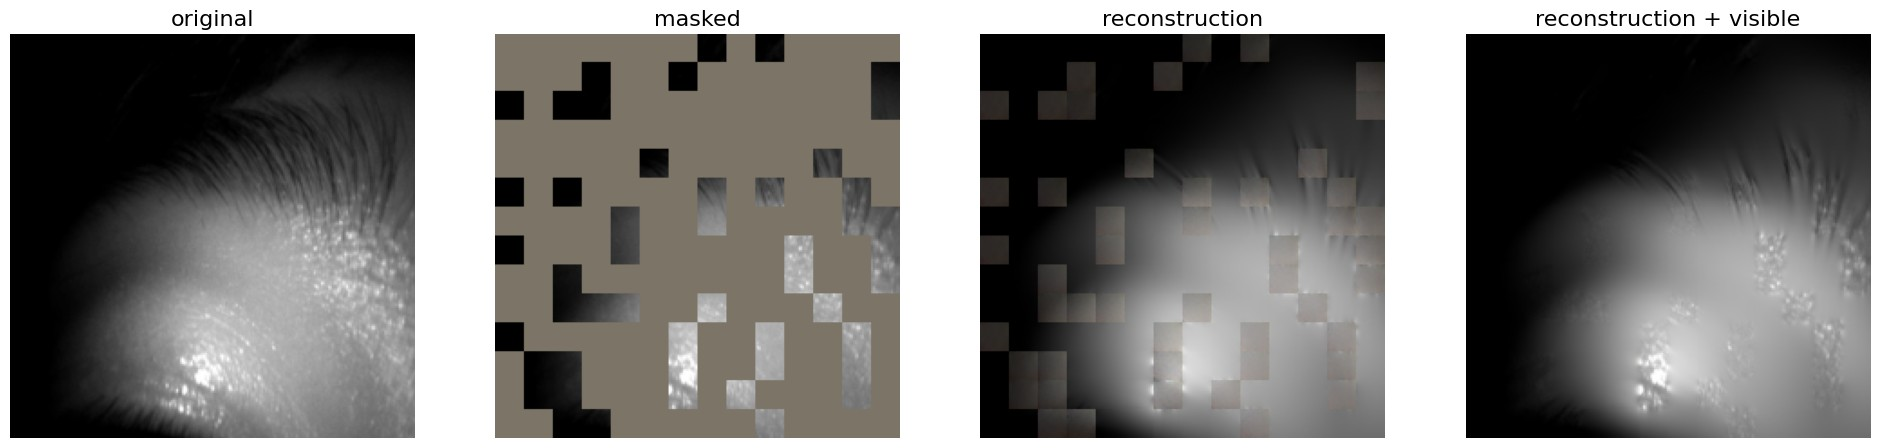 original
masked
reconstruction
reconstruction + visible